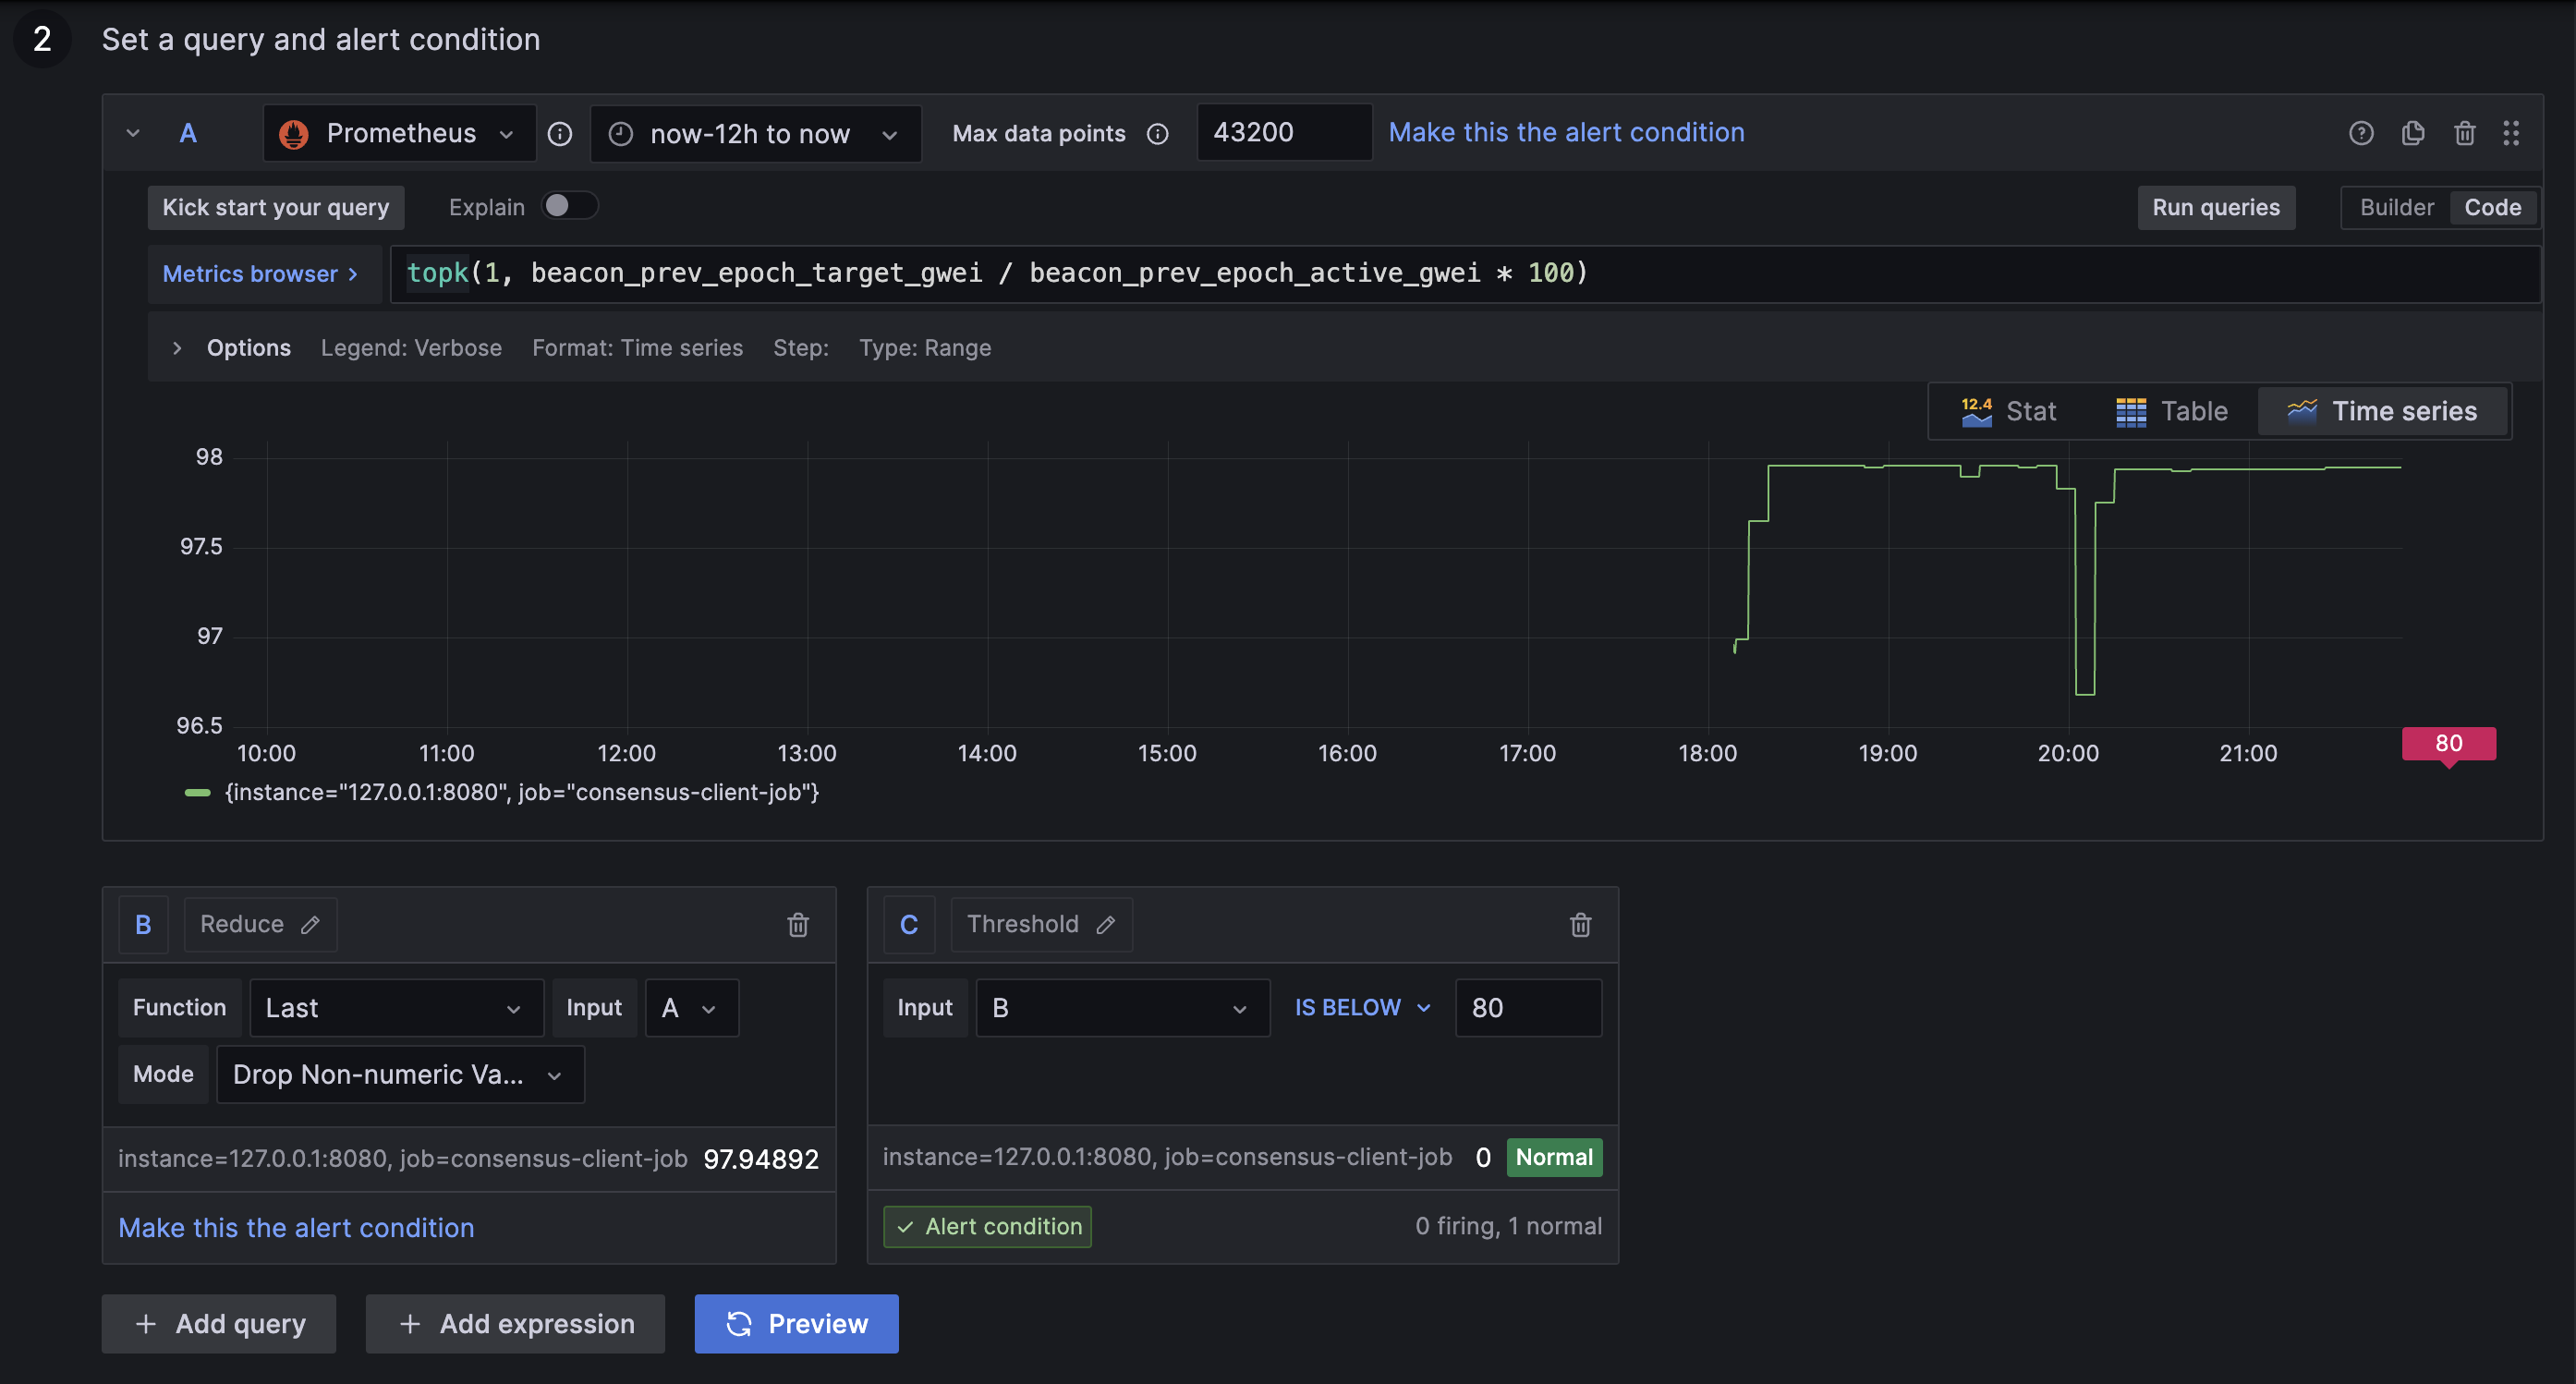 2 Set a query and alert condition
A Prometheus now-12h to now Max data points 43200 Make this the alert condition
Kick start your query Explain Run queries Builder Code
Metrics browser > topk(1, beacon_prev_epoch_target_gwei / beacon_prev_epoch_active_gwei * 100)
Options Legend: Verbose Format: Time series Step: Type: Range
12.4 Stat Table Time series
98
97.5
97
96.5
10:00 11:00 12:00 13:00 14:00 15:00 16:00 17:00 18:00 19:00 20:00 21:00 80
{instance="127.0.0.1:8080", job="consensus-client-job"}
B Reduce
Function Last Input A
Mode Drop Non-numeric Va...
instance=127.0.0.1:8080, job=consensus-client-job 97.94892
Make this the alert condition
C Threshold
Input B IS BELOW 80
instance=127.0.0.1:8080, job=consensus-client-job 0 Normal
Alert condition 0 firing, 1 normal
+ Add query + Add expression Preview